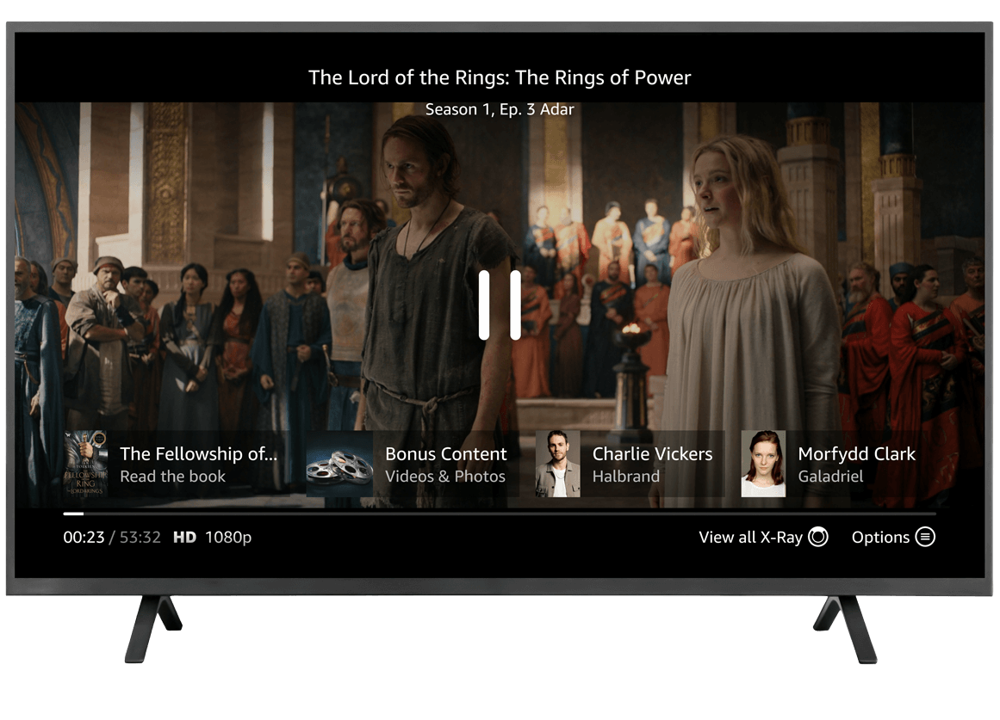 The Lord of the Rings: The Rings of Power
Season 1, Ep. 3 Adar
The Fellowship of...
Read the book
FELLOWSHIP
RING
Bonus Content
Videos & Photos
Charlie Vickers
Halbrand
Morfydd Clark
Galadriel
00:23 / 53:32 HD 1080p
View all X-Ray
Options